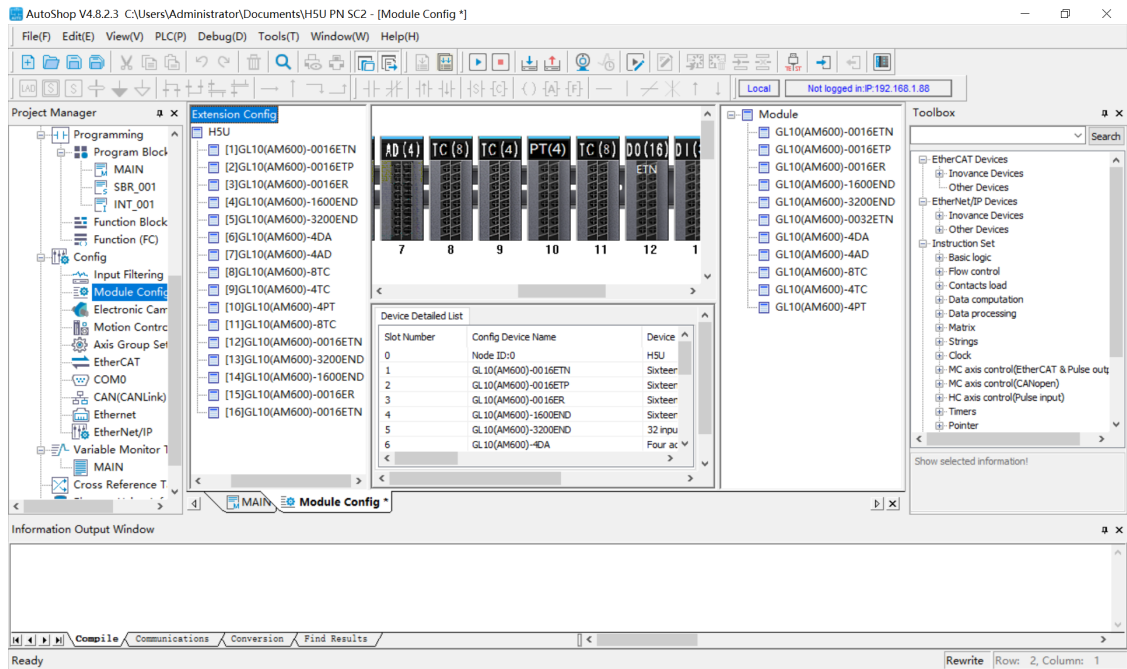 AutoShop V4.8.2.3 C:\Users\Administrator\Documents\H5U PN SC2 - [Module Config *]
File(F) Edit(E) View(V) PLC(P) Debug(D) Tools(T) Window(W) Help(H)
Local Not logged in:IP:192.168.1.88
Project Manager
Programming
Program Block
MAIN
SBR_001
INT_001
Function Block
Function (FC)
Config
Input Filtering
Module Config
Electronic Cam
Motion Contrc
Axis Group Set
EtherCAT
COM0
CAN(CANLink)
Ethernet
EtherNet/IP
Variable Monitor T
MAIN
Cross Reference T
Extension Config
H5U
[1]GL10(AM600)-0016ETN
[2]GL10(AM600)-0016ETP
[3]GL10(AM600)-0016ER
[4]GL10(AM600)-1600END
[5]GL10(AM600)-3200END
[6]GL10(AM600)-4DA
[7]GL10(AM600)-4AD
[8]GL10(AM600)-8TC
[9]GL10(AM600)-4TC
[10]GL10(AM600)-4PT
[11]GL10(AM600)-8TC
[12]GL10(AM600)-0016ETN
[13]GL10(AM600)-3200END
[14]GL10(AM600)-1600END
[15]GL10(AM600)-0016ER
[16]GL10(AM600)-0016ETN
AD(4) TC(8) TC(4) PT(4) TC(8) DO(16) DI(
ETN
7 8 9 10 11 12 1
Device Detailed List
Slot Number Config Device Name Device
0 Node ID:0 H5U
1 GL10(AM600)-0016ETN Sixteer
2 GL10(AM600)-0016ETP Sixteer
3 GL10(AM600)-0016ER Sixteer
4 GL10(AM600)-1600END Sixteer
5 GL10(AM600)-3200END 32 inpu
6 GL10(AM600)-4DA Four ac
Module
GL10(AM600)-0016ETN
GL10(AM600)-0016ETP
GL10(AM600)-0016ER
GL10(AM600)-1600END
GL10(AM600)-3200END
GL10(AM600)-0032ETN
GL10(AM600)-4DA
GL10(AM600)-4AD
GL10(AM600)-8TC
GL10(AM600)-4TC
GL10(AM600)-4PT
MAIN Module Config *
Toolbox
Search
EtherCAT Devices
Inovance Devices
Other Devices
EtherNet/IP Devices
Inovance Devices
Other Devices
Instruction Set
Basic logic
Flow control
Contacts load
Data computation
Data processing
Matrix
Strings
Clock
MC axis control(EtherCAT & Pulse outp
MC axis control(CANopen)
HC axis control(Pulse input)
Timers
Pointer
Show selected information!
Information Output Window
Compile Communications Conversion Find Results
Ready
Rewrite Row: 2, Column: 1